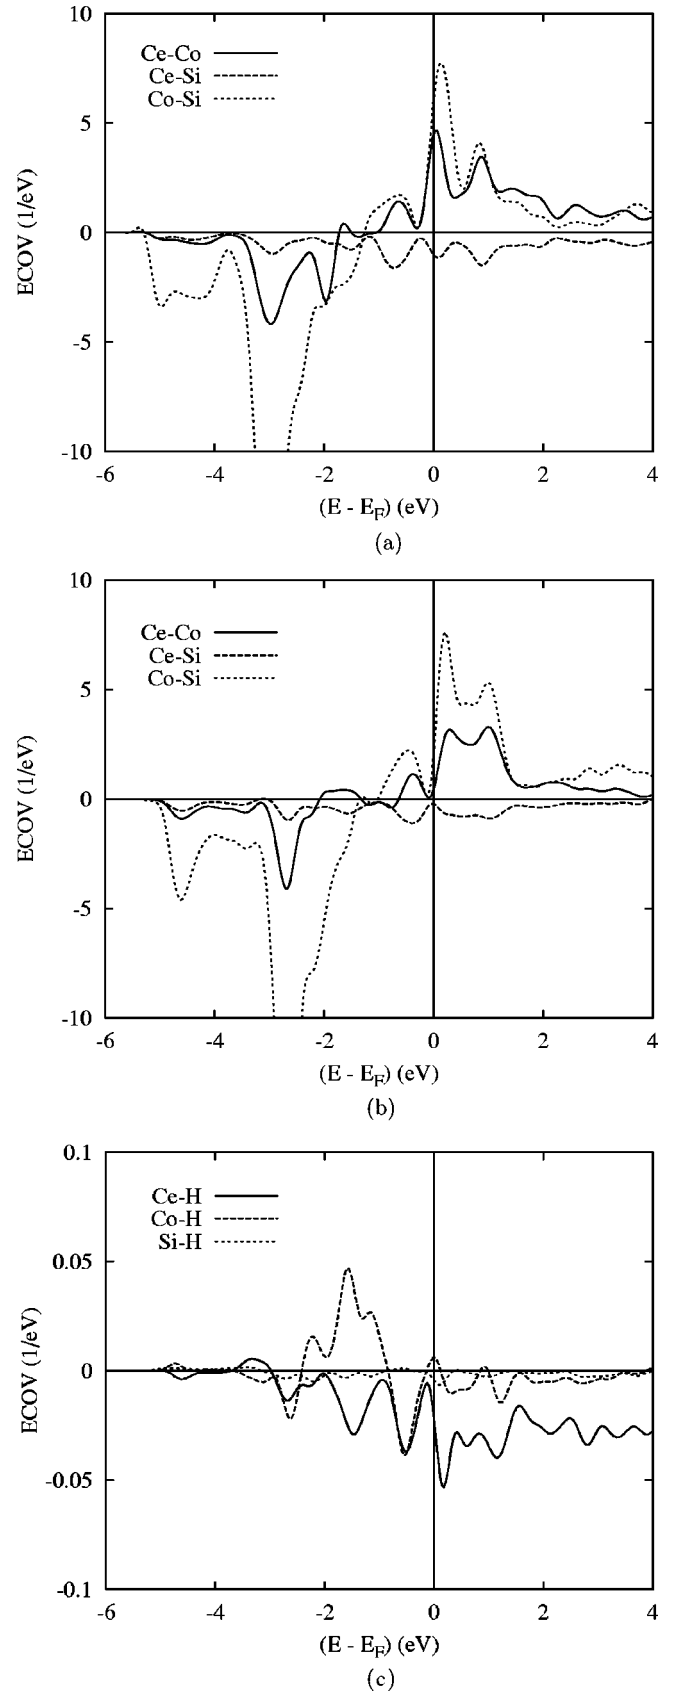 10
5
0
-5
-10
ECOV (1/eV)
Ce-Co
Ce-Si
Co-Si
-6 -4 -2 0 2 4
(E - E_F) (eV)
(a)
10
5
0
-5
-10
ECOV (1/eV)
Ce-Co
Ce-Si
Co-Si
-6 -4 -2 0 2 4
(E - E_F) (eV)
(b)
0.1
0.05
0
-0.05
-0.1
ECOV (1/eV)
Ce-H
Co-H
Si-H
-6 -4 -2 0 2 4
(E - E_F) (eV)
(c)